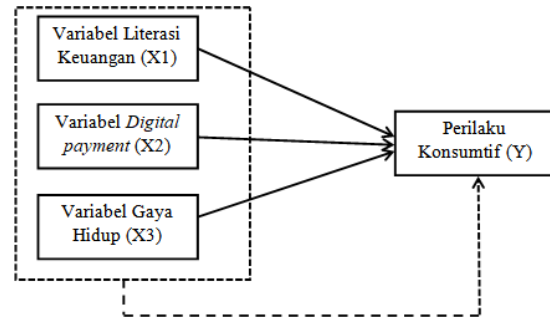 Variabel Literasi
Keuangan (X1)
Variabel Digital
payment (X2)
Variabel Gaya
Hidup (X3)
Perilaku
Konsumtif (Y)